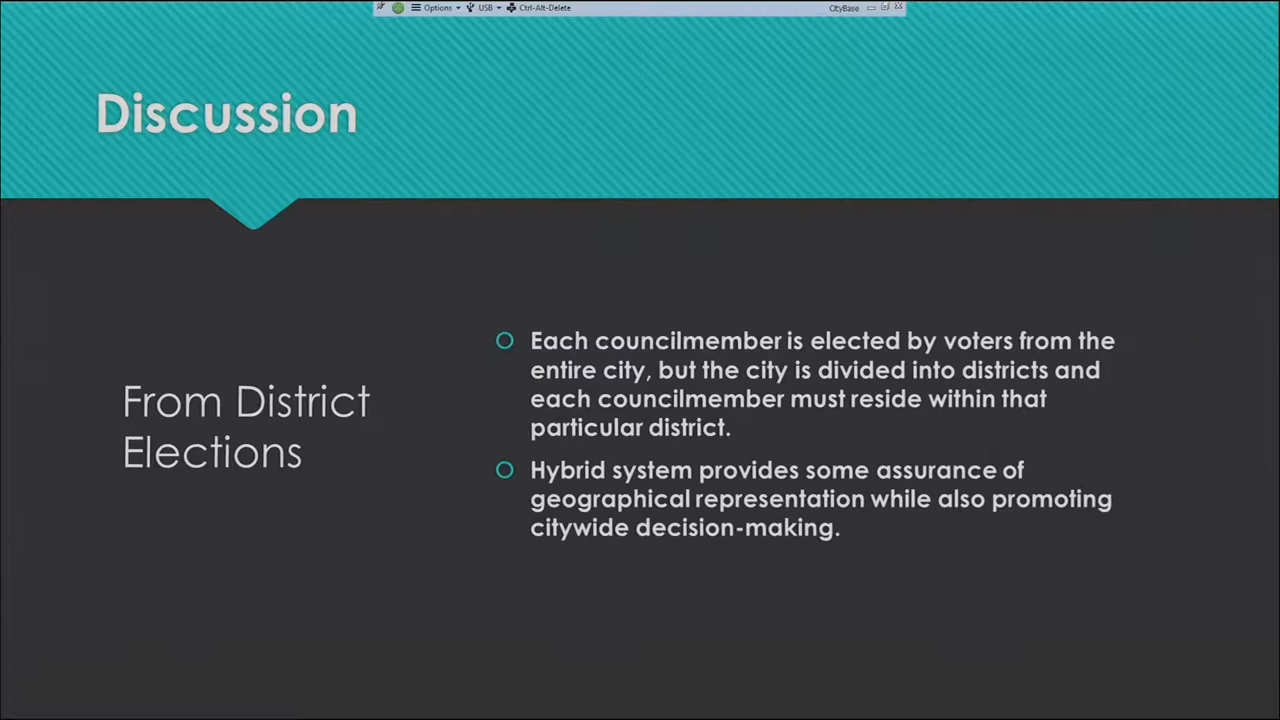 Options USB Ctrl-Alt-Delete CityBase
Discussion
From District
Elections
Each councilmember is elected by voters from the
entire city, but the city is divided into districts and
each councilmember must reside within that
particular district.
Hybrid system provides some assurance of
geographical representation while also promoting
citywide decision-making.